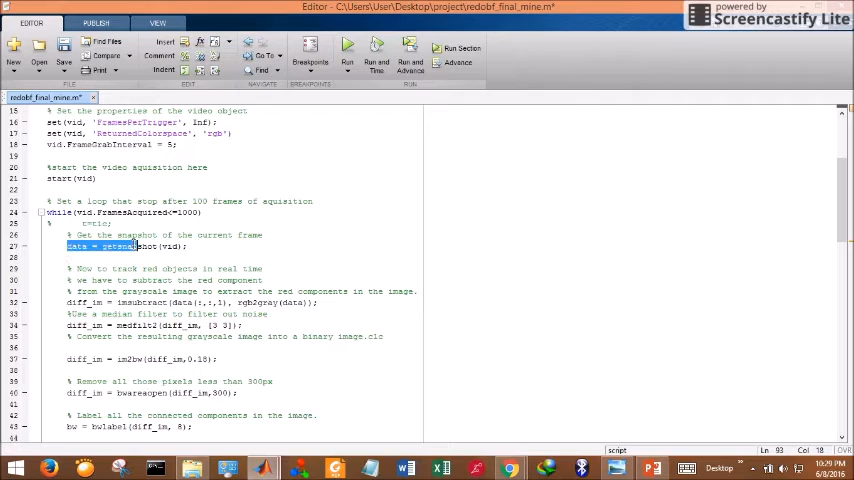 Editor - C:\Users\User\Desktop\project\redobf_final_mine.m*
powered by
Screencastify Lite
EDITOR PUBLISH VIEW
New Open Save Find Files Compare Print
Insert Comment Indent
Go To Find
Breakpoints
Run Run and Time Run and Advance Run Section Advance
FILE EDIT NAVIGATE BREAKPOINTS RUN
redobf_final_mine.m*
15 % Set the properties of the video object
16 set(vid, 'FramesPerTrigger', Inf);
17 set(vid, 'ReturnedColorspace', 'rgb')
18 vid.FrameGrabInterval = 5;
19
20 %start the video aquisition here
21 start(vid)
22
23 % Set a loop that stop after 100 frames of aquisition
24 while(vid.FramesAcquired<=1000)
25 % t=tic;
26 % Get the snapshot of the current frame
27 data = getsnapshot(vid);
28
29 % Now to track red objects in real time
30 % we have to subtract the red component
31 % from the grayscale image to extract the red components in the image.
32 diff_im = imsubtract(data(:,:,1), rgb2gray(data));
33 %Use a median filter to filter out noise
34 diff_im = medfilt2(diff_im, [3 3]);
35 % Convert the resulting grayscale image into a binary image.clc
36
37 diff_im = im2bw(diff_im,0.18);
38
39 % Remove all those pixels less than 300px
40 diff_im = bwareaopen(diff_im,300);
41
42 % Label all the connected components in the image.
43 bw = bwlabel(diff_im, 8);
44
script Ln 93 Col 18 OVR
Desktop
10:29 PM
6/8/2016